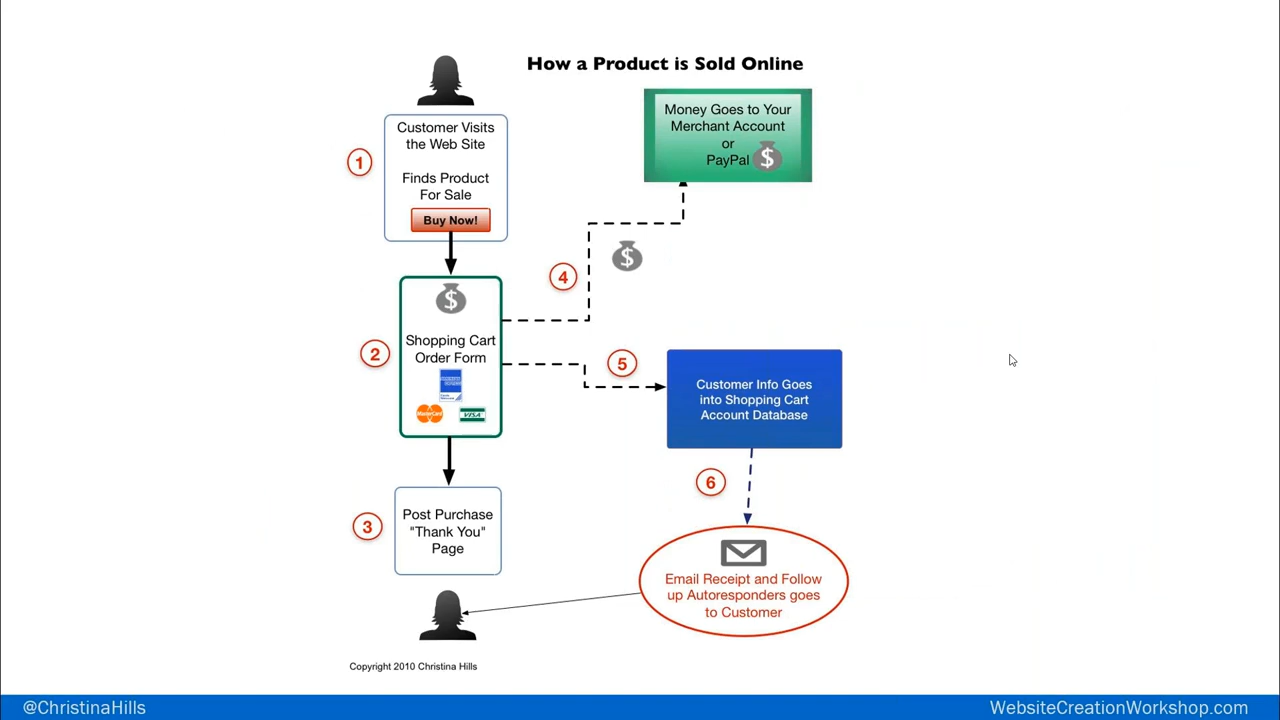 How a Product is Sold Online
Customer Visits
the Web Site
Finds Product
For Sale
Buy Now!
1
Money Goes to Your
Merchant Account
or
PayPal $
$
4
$
Shopping Cart
Order Form
MasterCard VISA
2
5
Customer Info Goes
into Shopping Cart
Account Database
6
Post Purchase
"Thank You"
Page
3
Email Receipt and Follow
up Autoresponders goes
to Customer
Copyright 2010 Christina Hills
@ChristinaHills
WebsiteCreationWorkshop.com